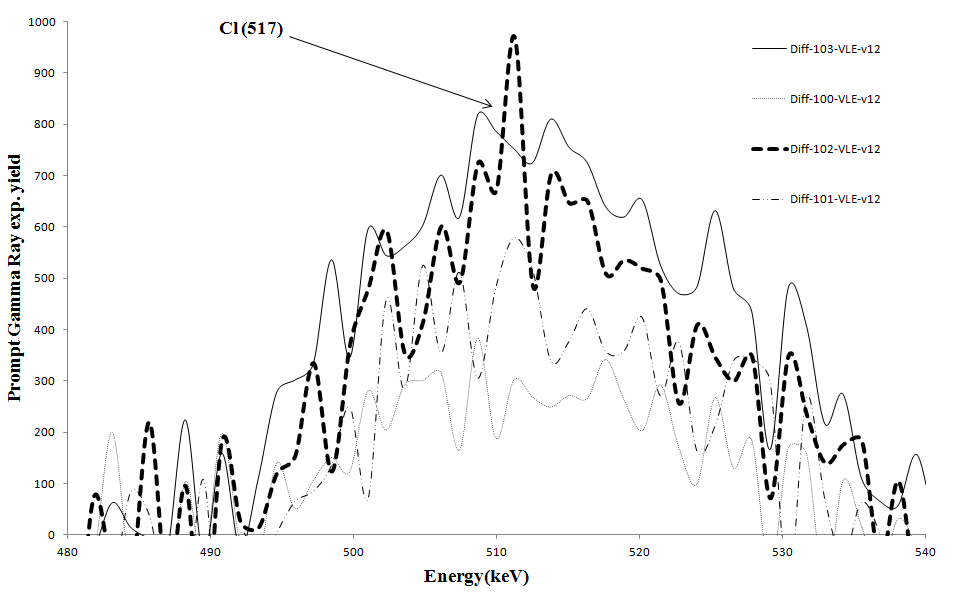 Cl (517)
1000
900
800
700
600
500
400
300
200
100
0
Prompt Gamma Ray exp. yield
480
490
500
510
520
530
540
Energy(keV)
Diff-103-VLE-v12
Diff-100-VLE-v12
Diff-102-VLE-v12
Diff-101-VLE-v12